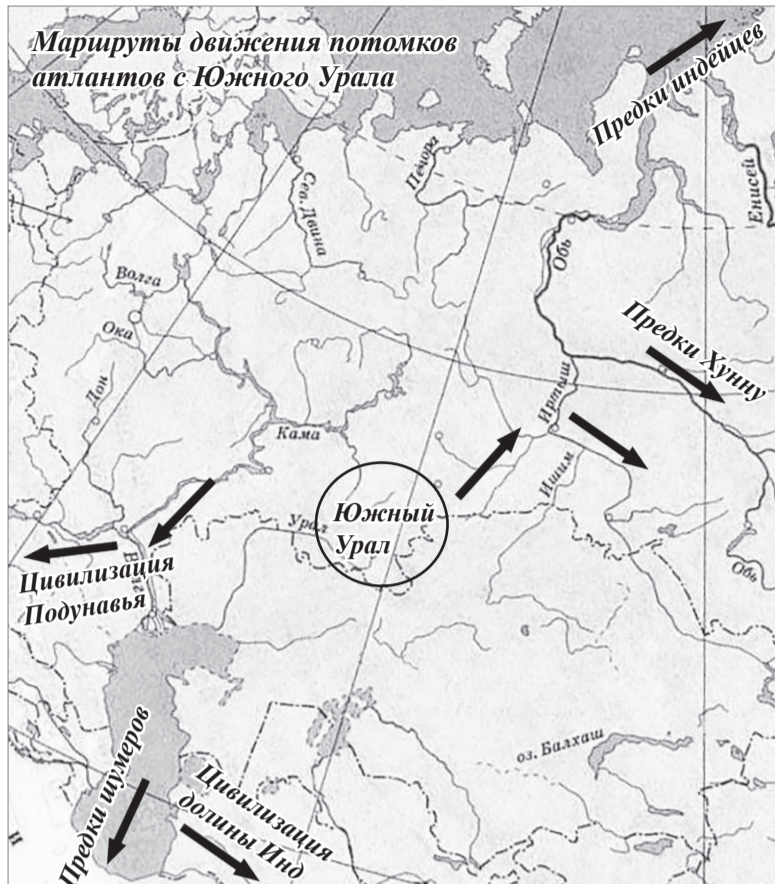 Маршруты движения потомков
атлантов с Южного Урала
Предки индейцев
Печора
Сев. Двина
Енисей
Обь
Волга
Ока
Предки Хунну
Дон
Иртыш
Кама
Ишим
Южный
Урал
Урал
Цивилизация
Подунавья
Волга
Обь
оз. Балхаш
Предки шумеров
Цивилизация
долины Инд
И